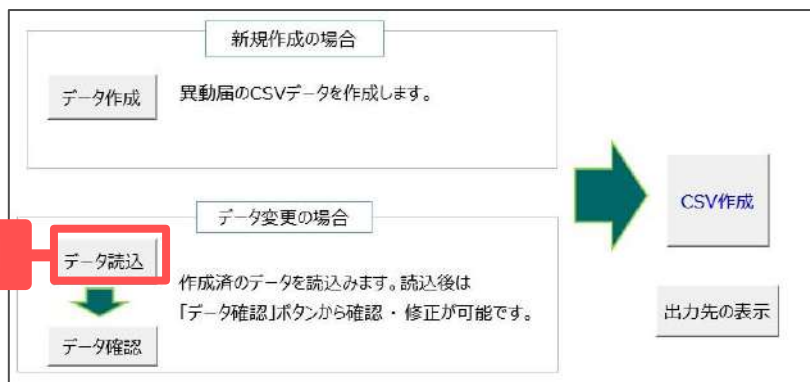 新規作成の場合
データ作成
異動届のCSVデータを作成します。
データ変更の場合
データ読込
作成済のデータを読込みます。読込後は
「データ確認」ボタンから確認 ・ 修正が可能です。
データ確認
CSV作成
出力先の表示